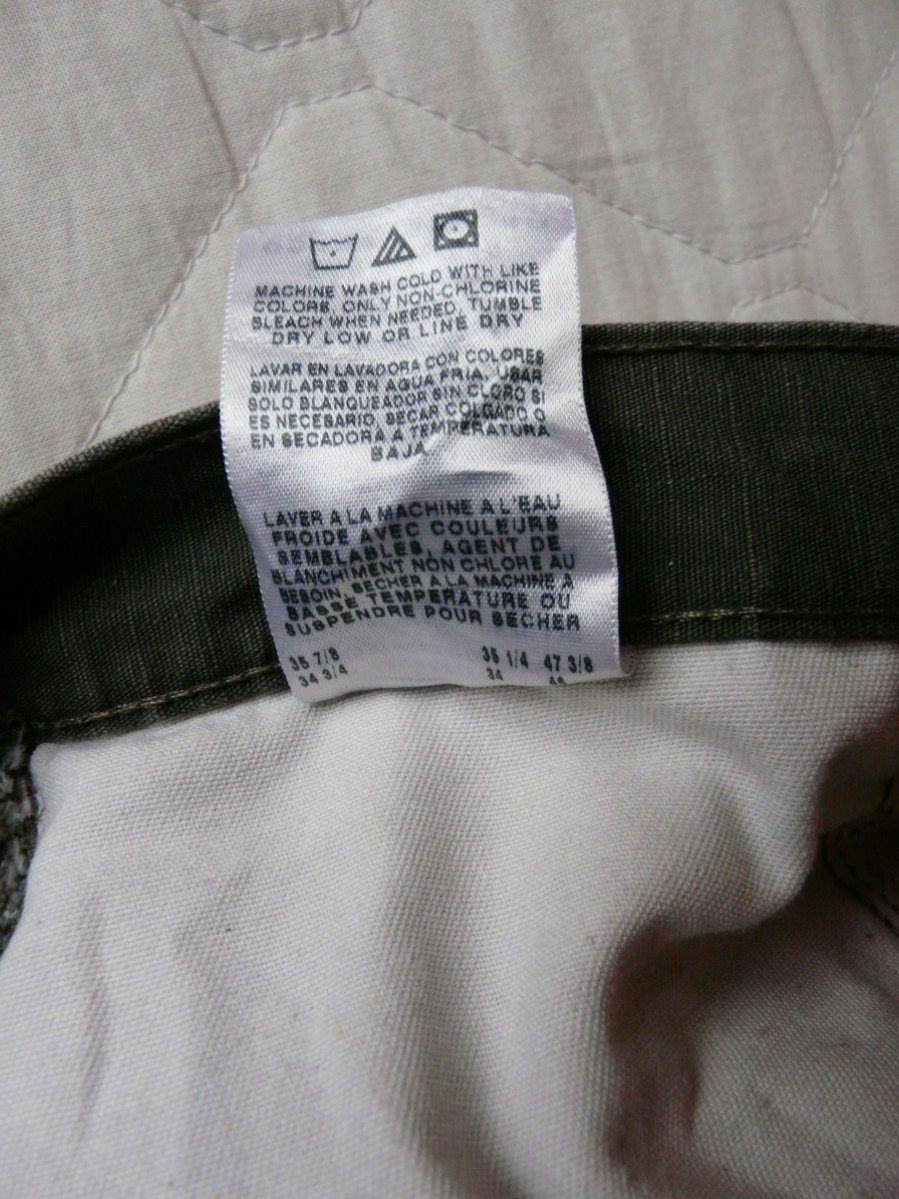 MACHINE WASH COLD WITH LIKE
COLORS, ONLY NON-CHLORINE
BLEACH WHEN NEEDED, TUMBLE
DRY LOW OR LINE DRY
LAVAR EN LAVADORA CON COLORES
SIMILARES EN AGUA FRIA, USAR
SOLO BLANQUEADOR SIN CLORO SI
ES NECESARIO, SECAR COLGADO O
EN SECADORA A TEMPERATURA
BAJA
LAVER A LA MACHINE A L'EAU
FROIDE AVEC COULEURS
SEMBLABLES, AGENT DE
BLANCHIMENT NON CHLORE AU
BESOIN, SECHER A LA MACHINE A
BASSE TEMPERATURE OU
SUSPENDRE POUR SECHER
35 7/8 36 1/4 47 3/8
34 3/4 34